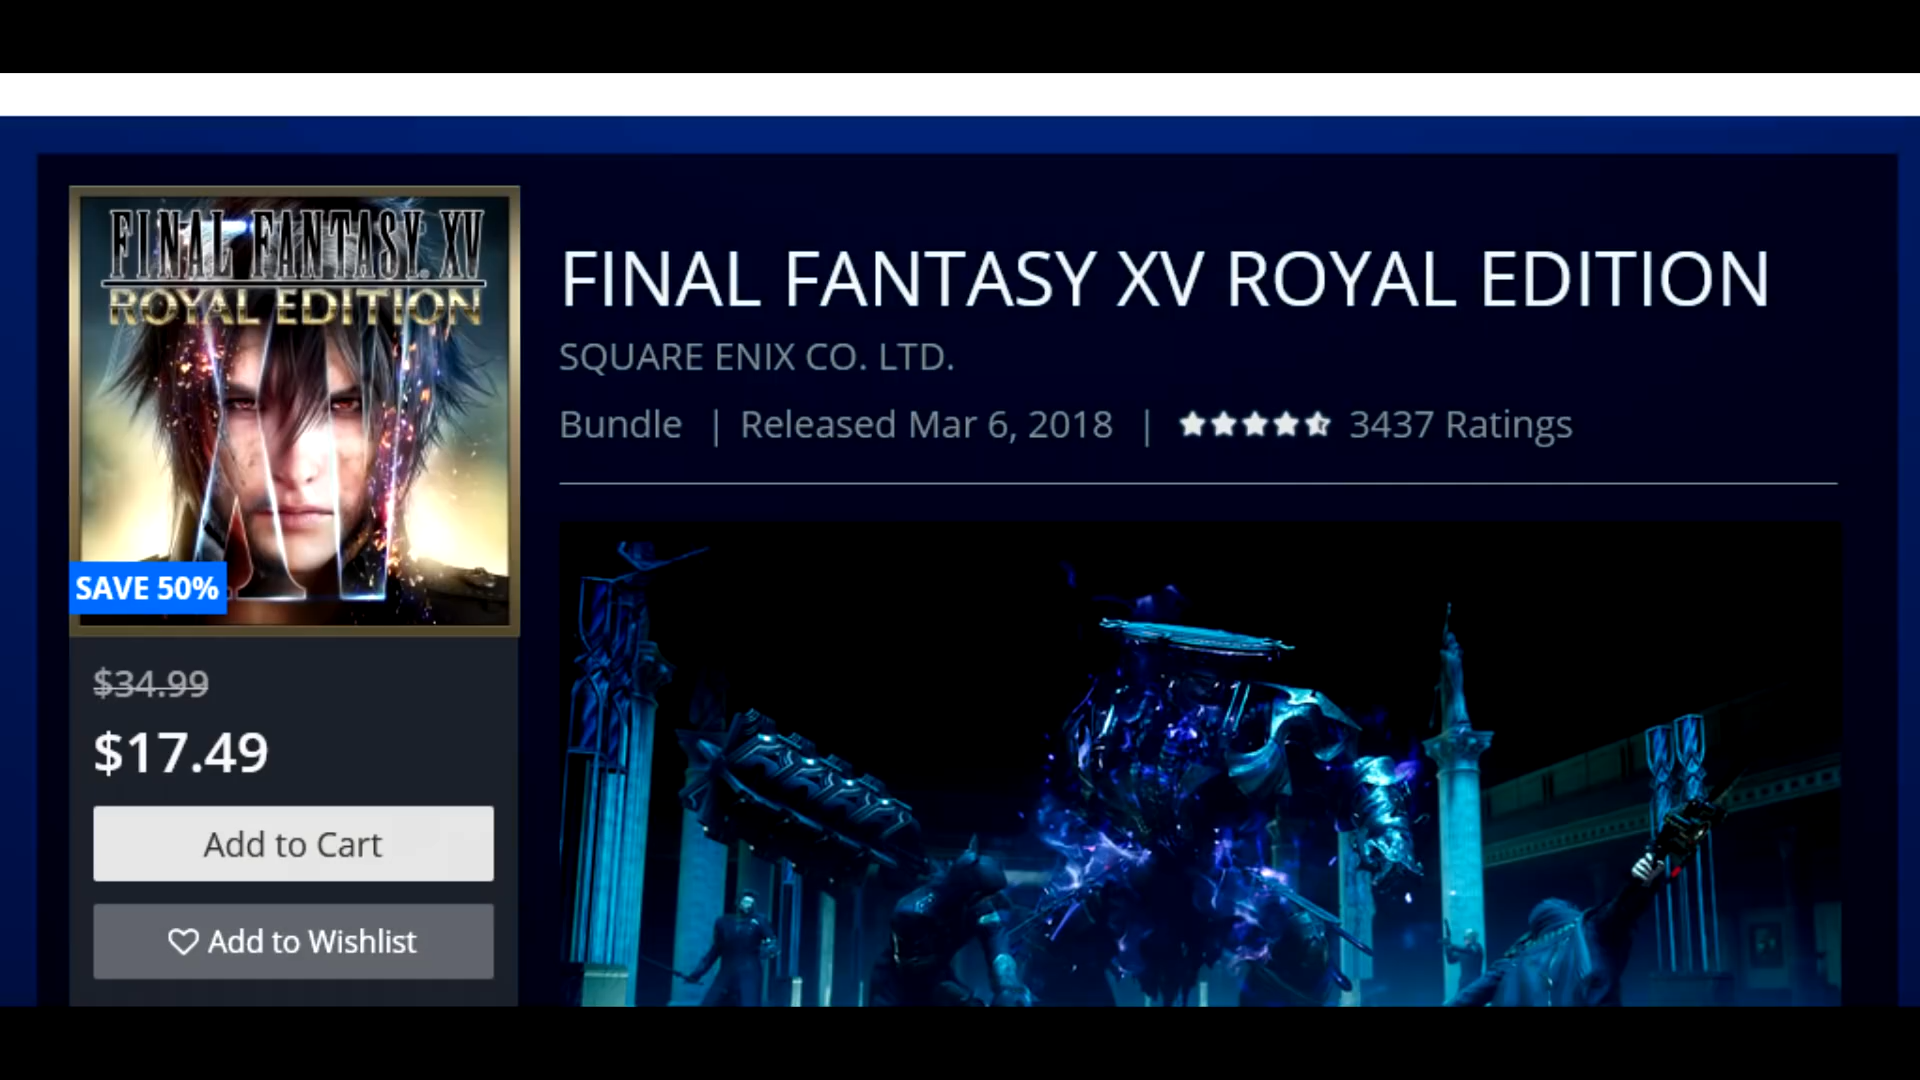 FINAL FANTASY XV
ROYAL EDITION
SAVE 50%
$34.99
$17.49
Add to Cart
Add to Wishlist
FINAL FANTASY XV ROYAL EDITION
SQUARE ENIX CO. LTD.
Bundle | Released Mar 6, 2018 | 3437 Ratings